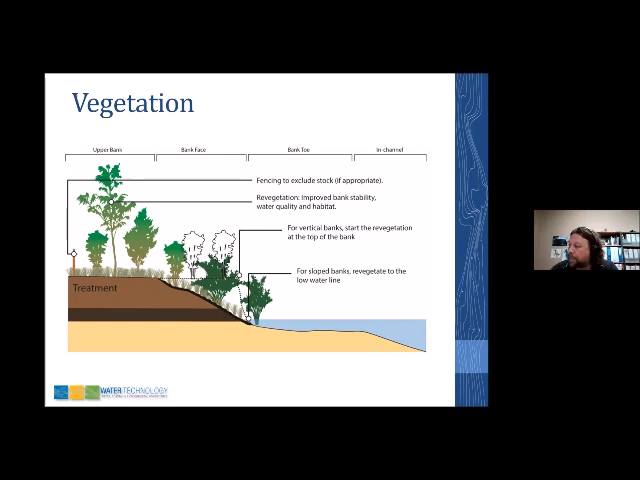 Vegetation
Upper Bank
Bank Face
Bank Toe
In-channel
Fencing to exclude stock (if appropriate).
Revegetation: Improved bank stability,
water quality and habitat.
For vertical banks, start the revegetation
at the top of the bank
For sloped banks, revegetate to the
low water line
Treatment
WATER TECHNOLOGY